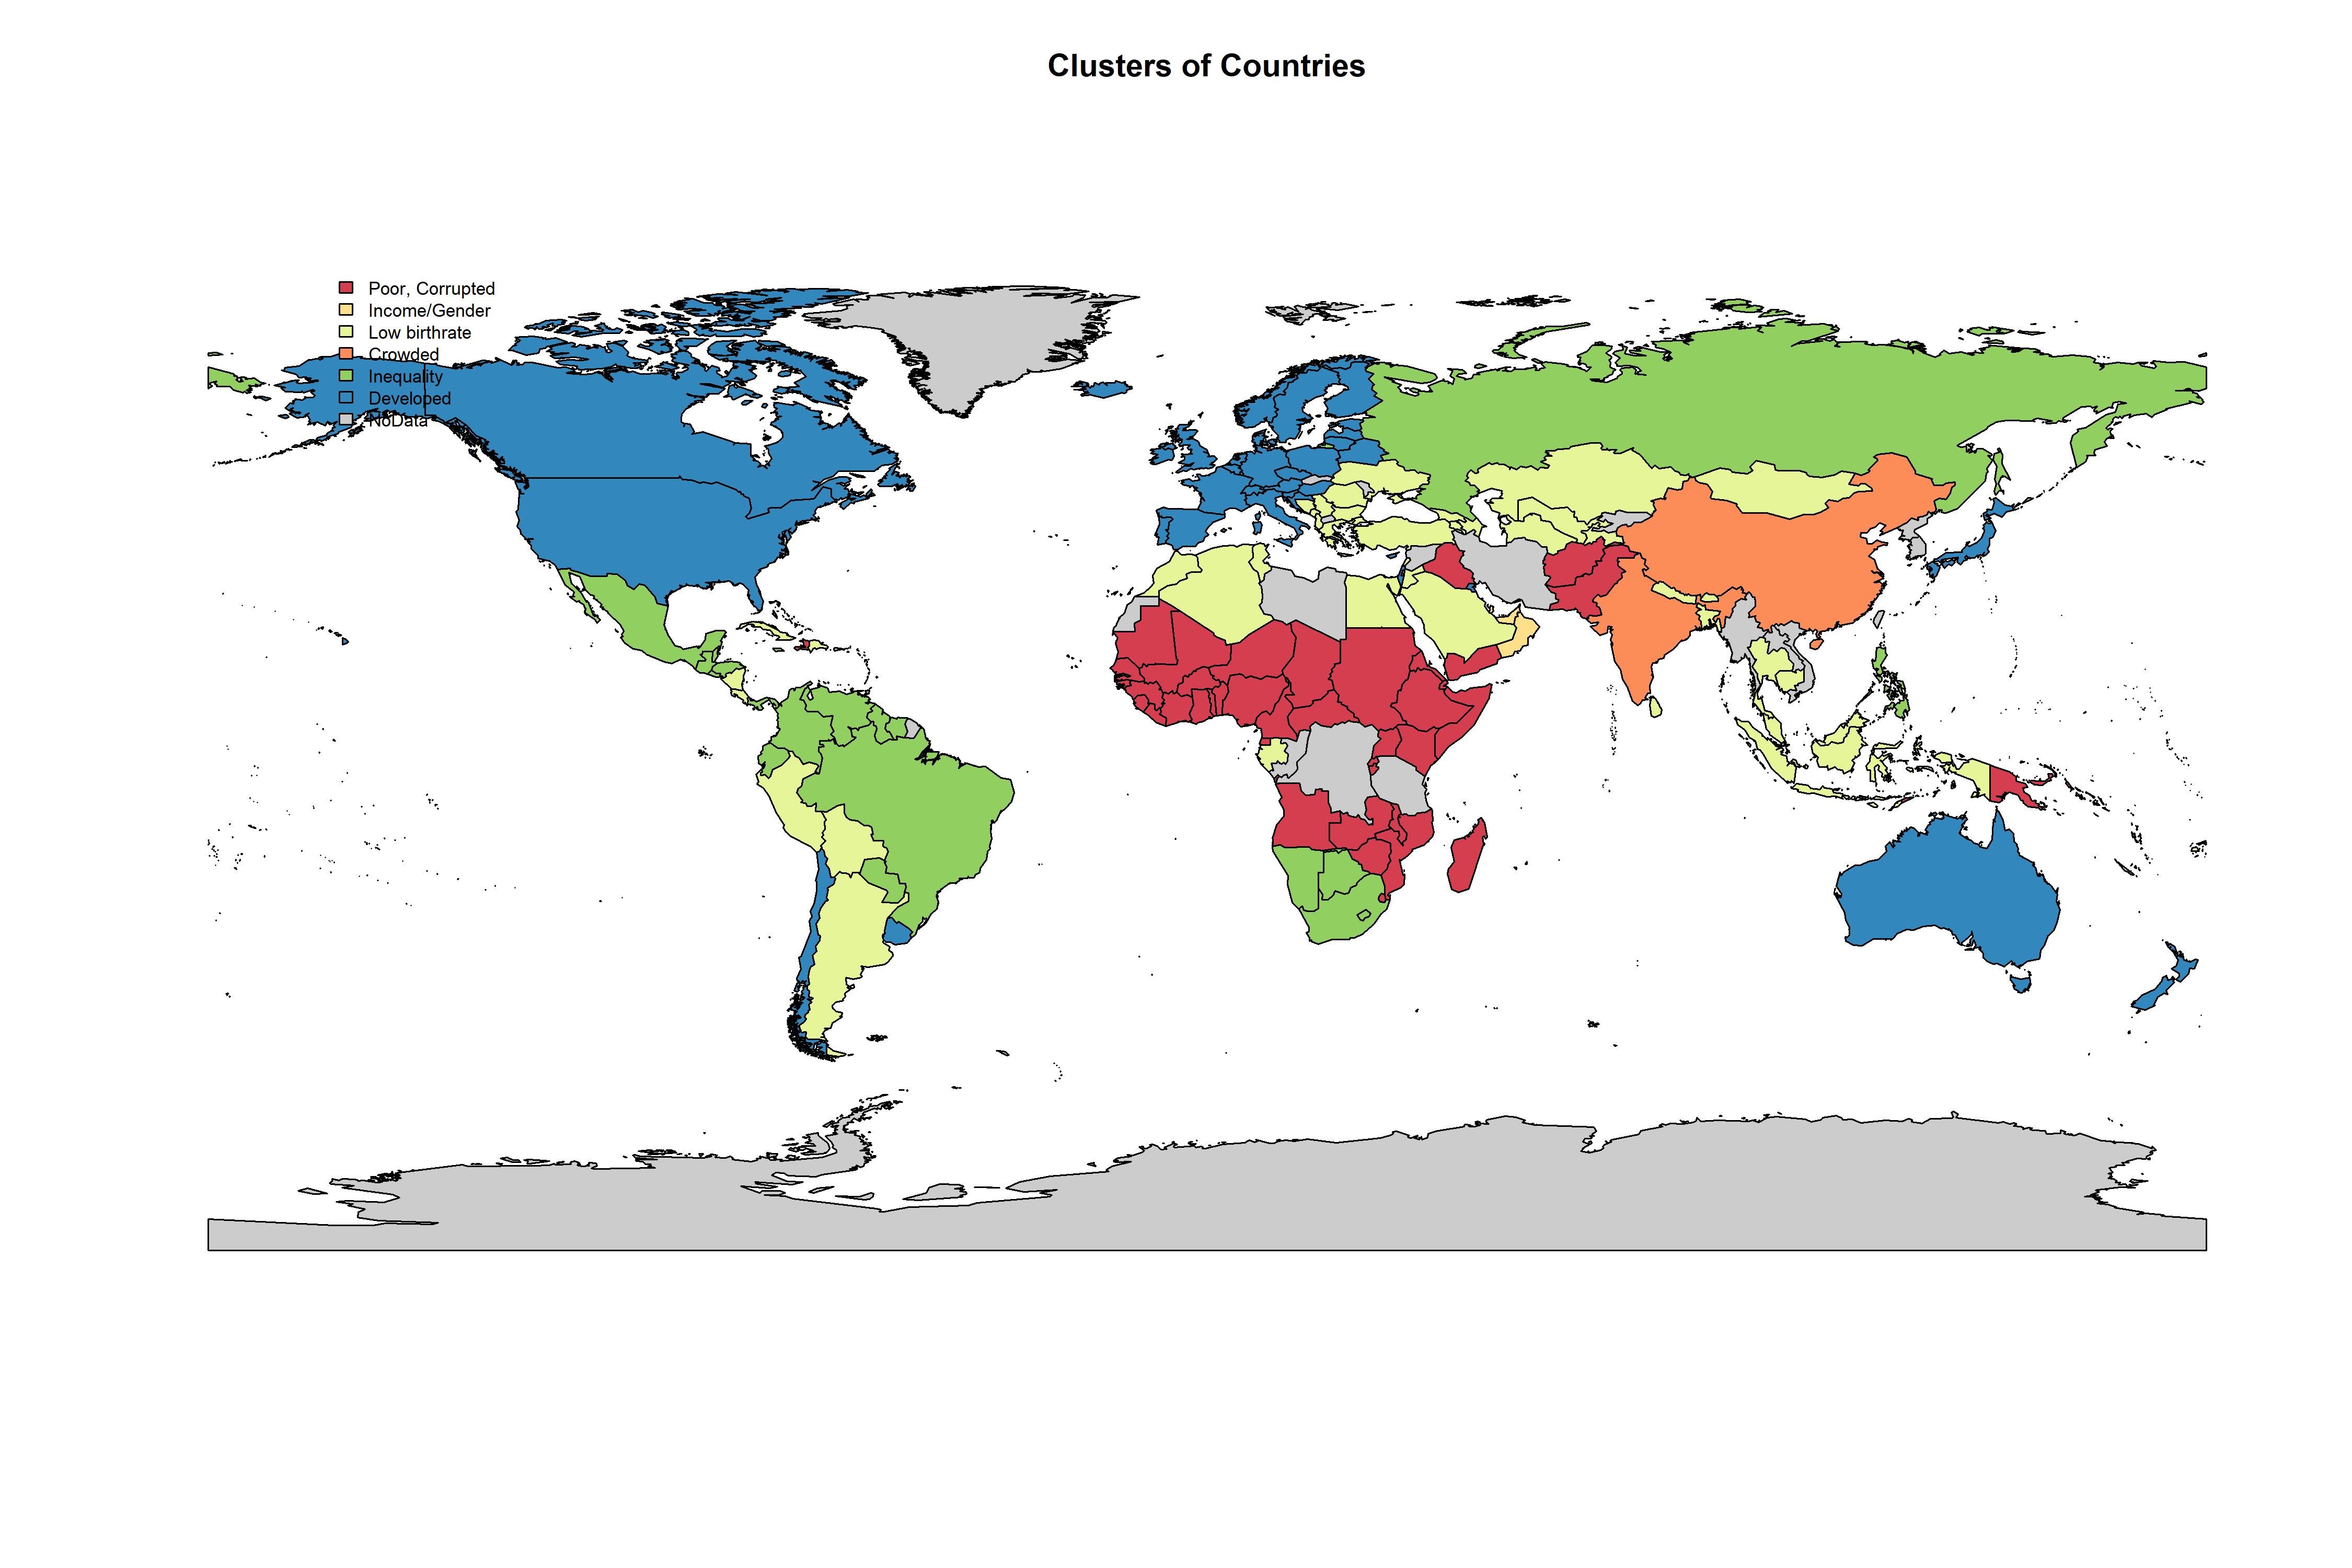 Clusters of Countries
Poor, Corrupted
Income/Gender
Low birthrate
Crowded
Inequality
Developed
NoData